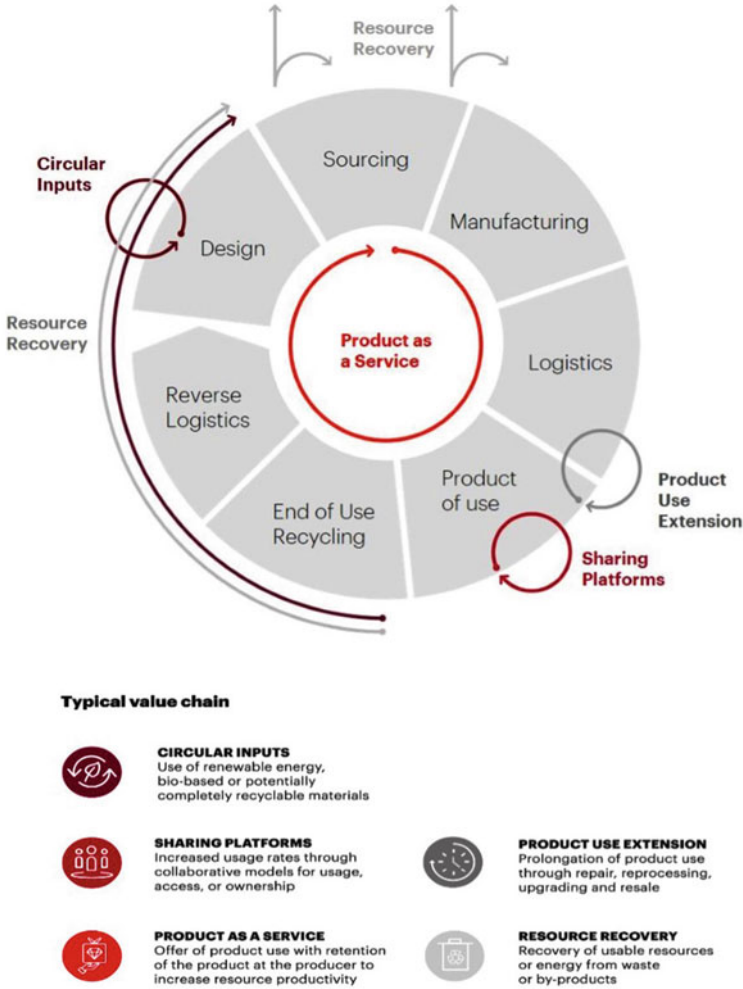 Resource
Recovery
Circular
Inputs
Sourcing
Manufacturing
Design
Resource
Recovery
Product as
a Service
Logistics
Reverse
Logistics
Product
of use
End of Use
Recycling
Product
Use
Extension
Sharing
Platforms
Typical value chain
CIRCULAR INPUTS
Use of renewable energy,
bio-based or potentially
completely recyclable materials
SHARING PLATFORMS
Increased usage rates through
collaborative models for usage,
access, or ownership
PRODUCT USE EXTENSION
Prolongation of product use
through repair, reprocessing,
upgrading and resale
PRODUCT AS A SERVICE
Offer of product use with retention
of the product at the producer to
increase resource productivity
RESOURCE RECOVERY
Recovery of usable resources
or energy from waste
or by-products